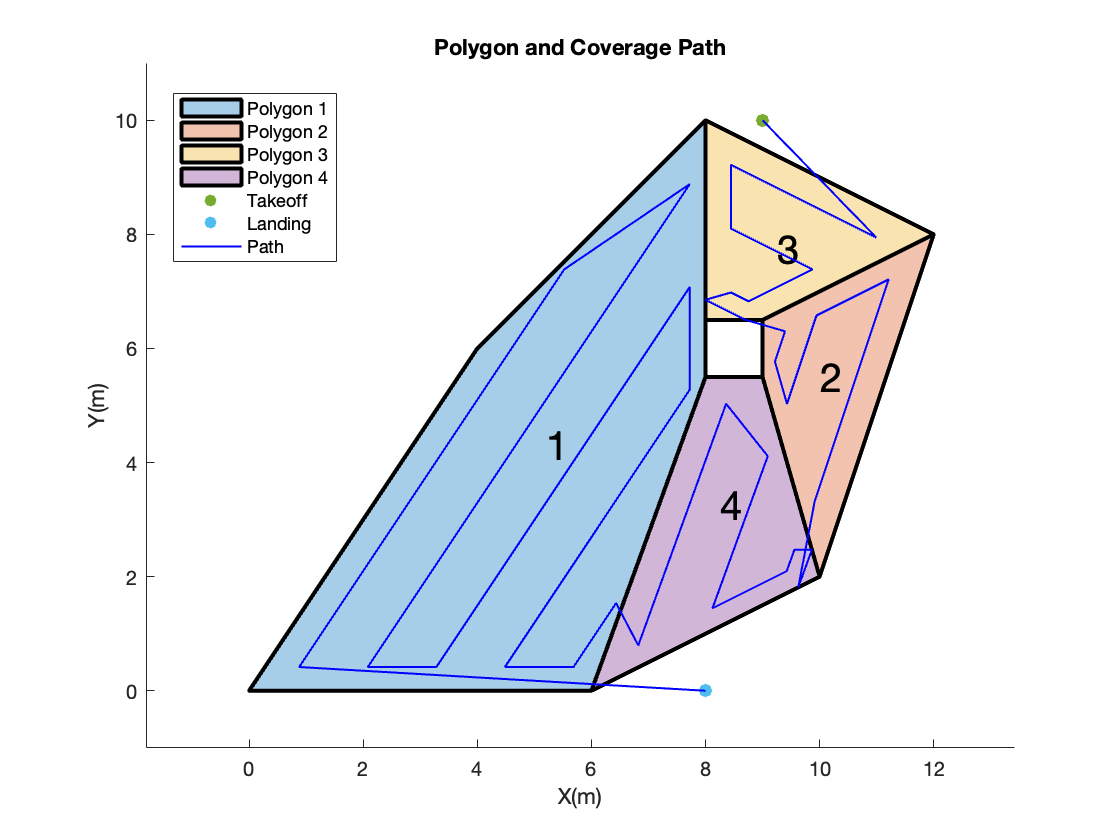 Polygon and Coverage Path
Polygon 1
Polygon 2
Polygon 3
Polygon 4
Takeoff
Landing
Path
10
8
6
4
2
0
Y(m)
3
2
1
4
0 2 4 6 8 10 12
X(m)